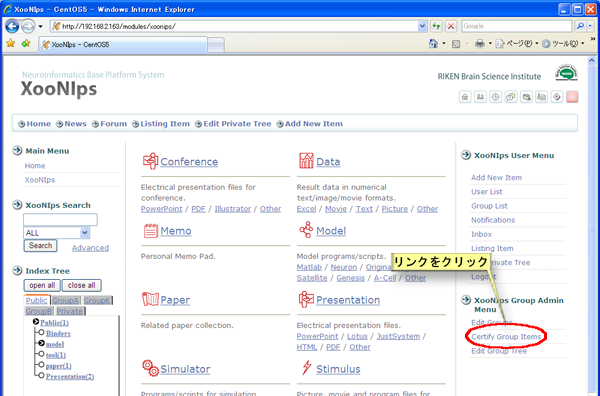 XooNIps - CentOS5 - Windows Internet Explorer
http://192.168.2.163/modules/xoonips/
Google
XooNIps - CentOS5
ページ(P)
ツール(O)
Neuroinformatics Base Platform System
XooNIps
RIKEN Brain Science Institute
Home News Forum Listing Item Edit Private Tree Add New Item
Main Menu
Home
XooNIps
XooNIps Search
ALL
Search Advanced
Index Tree
open all close all
Public GroupA GroupK
GroupB Private
Public(1)
Binders
model
tool(1)
paper(1)
Presentation(2)
Conference
Electrical presentation files for
conference.
PowerPoint / PDF / Illustrator / Other
Data
Result data in numerical
text/image/movie formats.
Excel / Movie / Text / Picture / Other
Memo
Personal Memo Pad.
Model
Model programs/scripts.
Matlab / Neuron /
Satellite / Genesis / A-Cell / Other
リンクをクリック
Paper
Related paper collection.
Presentation
Electrical presentation files.
PowerPoint / Lotus / JustSystem /
HTML / PDF / Other
Simulator
Programs/scripts for simulation
Stimulus
Picture, movie and program files for
XooNIps User Menu
Add New Item
User List
Group List
Notifications
Inbox
Listing Item
Tree
Logout
XooNIps Group Admin
Menu
Edit Groups
Certify Group Items
Edit Group Tree